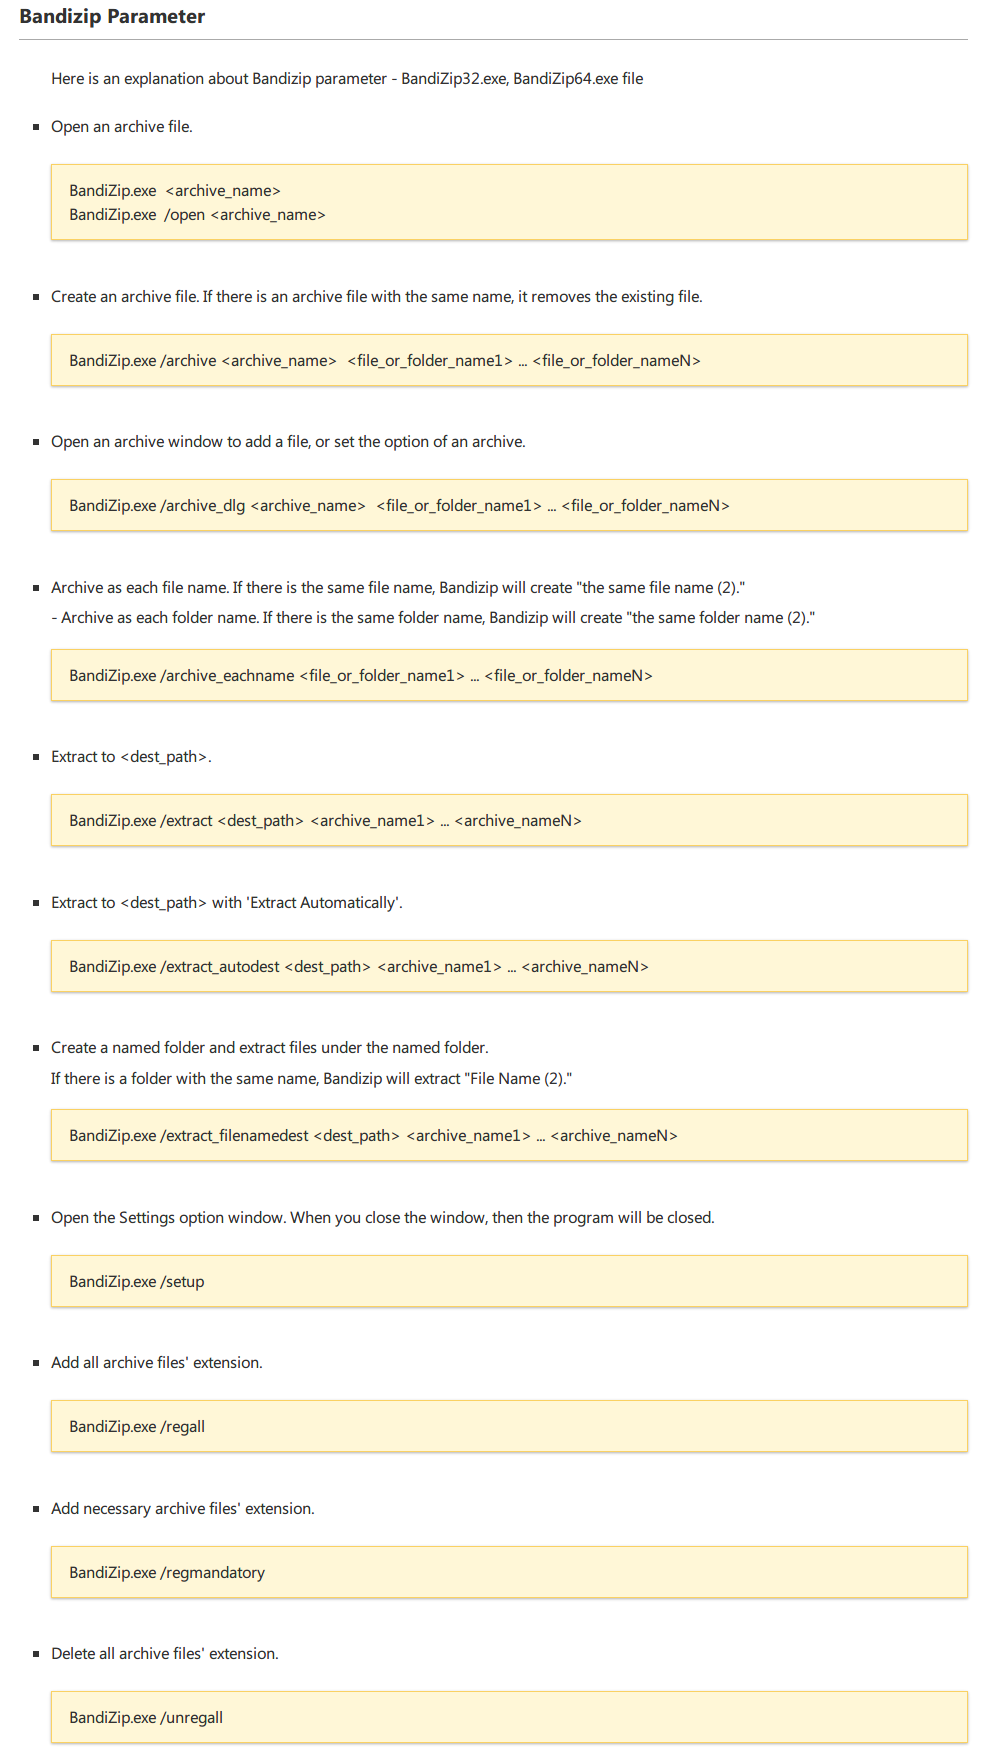 Bandizip Parameter
Here is an explanation about Bandizip parameter - BandiZip32.exe, BandiZip64.exe file
Open an archive file.
BandiZip.exe  <archive_name>
BandiZip.exe  /open <archive_name>
Create an archive file. If there is an archive file with the same name, it removes the existing file.
BandiZip.exe /archive <archive_name>  <file_or_folder_name1> ... <file_or_folder_nameN>
Open an archive window to add a file, or set the option of an archive.
BandiZip.exe /archive_dlg <archive_name>  <file_or_folder_name1> ... <file_or_folder_nameN>
Archive as each file name. If there is the same file name, Bandizip will create "the same file name (2)."
- Archive as each folder name. If there is the same folder name, Bandizip will create "the same folder name (2)."
BandiZip.exe /archive_eachname <file_or_folder_name1> ... <file_or_folder_nameN>
Extract to <dest_path>.
BandiZip.exe /extract <dest_path> <archive_name1> ... <archive_nameN>
Extract to <dest_path> with 'Extract Automatically'.
BandiZip.exe /extract_autodest <dest_path> <archive_name1> ... <archive_nameN>
Create a named folder and extract files under the named folder.
If there is a folder with the same name, Bandizip will extract "File Name (2)."
BandiZip.exe /extract_filenamedest <dest_path> <archive_name1> ... <archive_nameN>
Open the Settings option window. When you close the window, then the program will be closed.
BandiZip.exe /setup
Add all archive files' extension.
BandiZip.exe /regall
Add necessary archive files' extension.
BandiZip.exe /regmandatory
Delete all archive files' extension.
BandiZip.exe /unregall